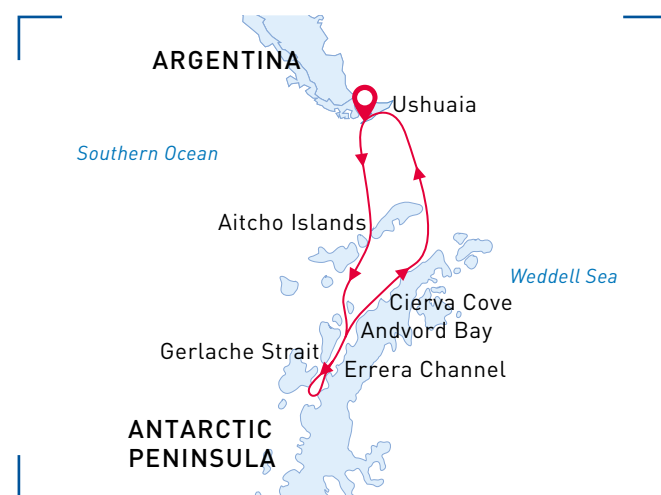 ARGENTINA
Ushuaia
Southern Ocean
Aitcho Islands
Weddell Sea
Cierva Cove
Andvord Bay
Gerlache Strait
Errera Channel
ANTARCTIC
PENINSULA